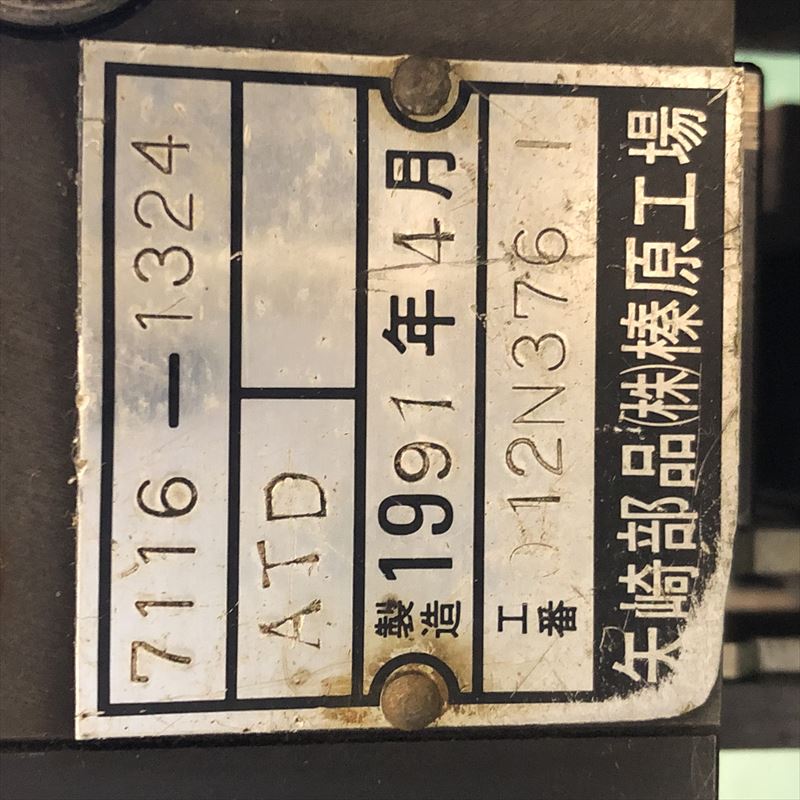 7116-1324
ATD
製造 1991年4月
工番 12N376 1
矢崎部品(株)榛原工場